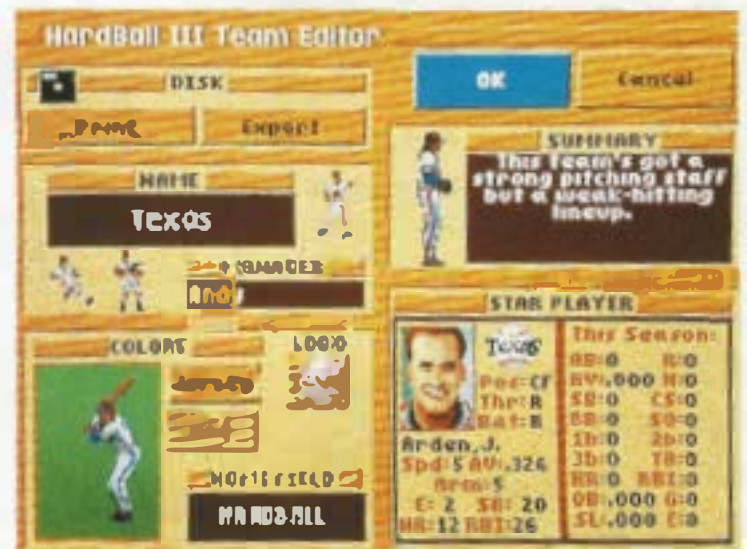 HardBall III Team Editor
DISK
Export
OK
Cancel
NAME
Texas
SUMMARY
This team's got a
strong pitching staff
but a weak-hitting
lineup.
COLORS
LOGO
STAR PLAYER
Texas
Pos:CF
Thr:R
Bat:B
Arden,J.
Spd:5 AV:.326
Arm:5
E: 2 SB: 20
HR:12 RBI:26
This Season:
AB:0 R:0
AV:.000 H:0
SB:0 CS:0
BB:0 SO:0
1b:0 2b:0
3b:0 TB:0
HR:0 RBI:0
OB:.000 G:0
SL:.000 E:0